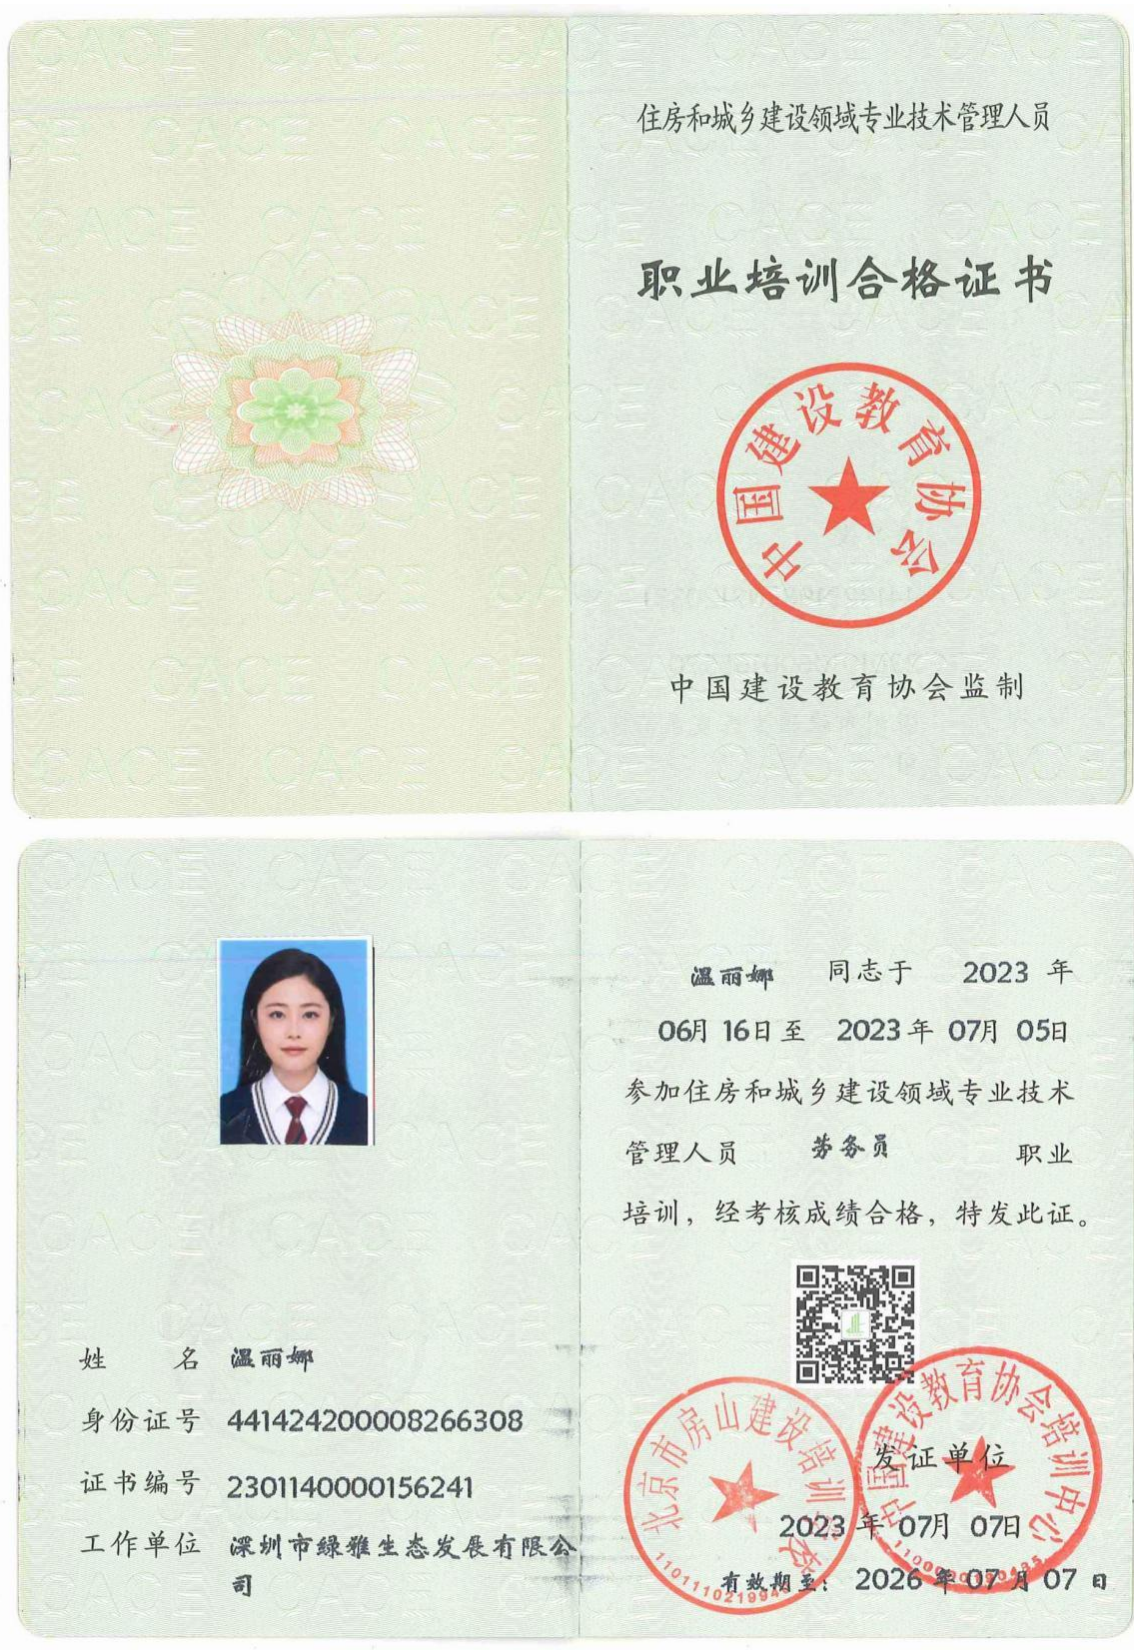 住房和城乡建设领域专业技术管理人员
职业培训合格证书
中国建设教育协会
中国建设教育协会监制
温丽娜 同志于 2023 年
06月 16日至 2023年 07月 05日
参加住房和城乡建设领域专业技术
管理人员 劳务员 职业
培训，经考核成绩合格，特发此证。
姓 名 温丽娜
身份证号 441424200008266308
证书编号 2301140000156241
工作单位 深圳市绿雅生态发展有限公
司
北京市房山建设培训学校
中国建设教育协会培训中心
发证单位
2023 年 07月 07日
有效期至： 2026 年 07 月 07 日